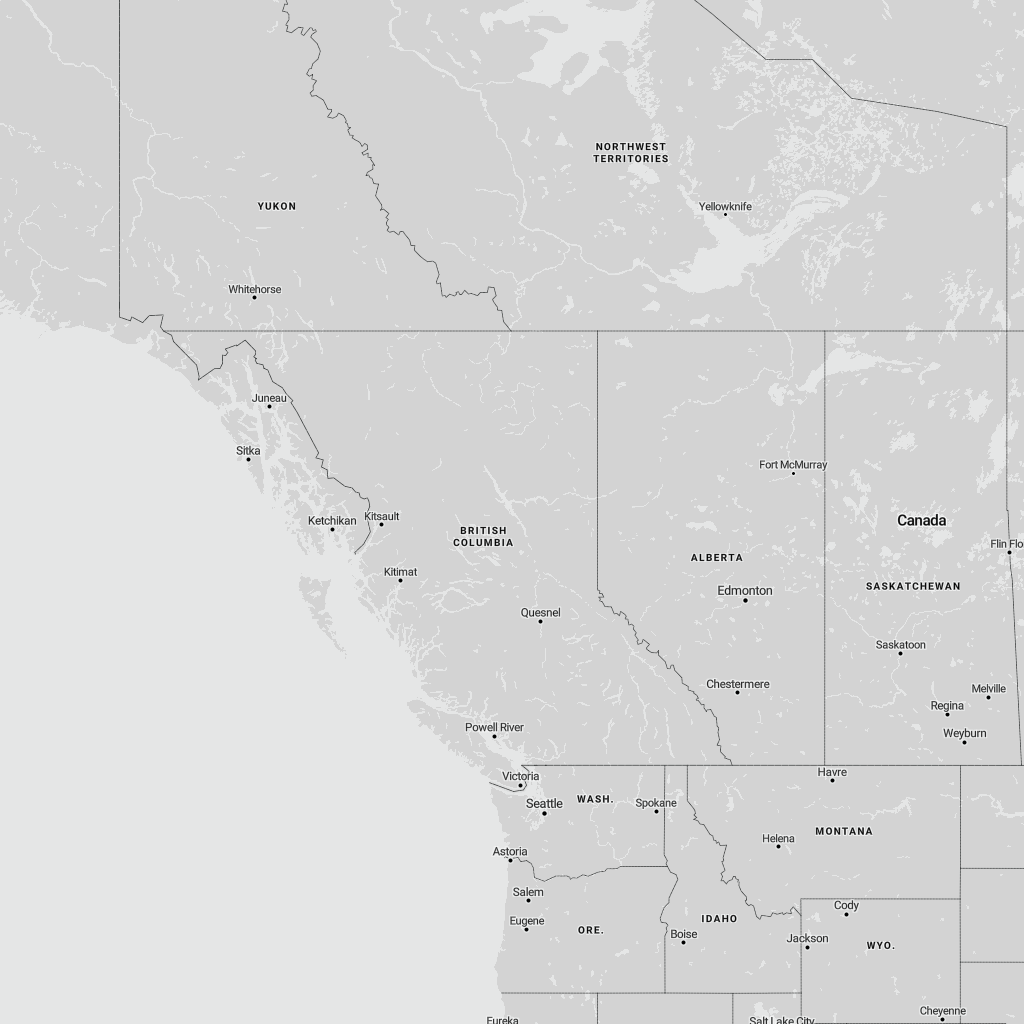 NORTHWEST
TERRITORIES
YUKON
Yellowknife
Whitehorse
Juneau
Sitka
Fort McMurray
Ketchikan
Kitsault
Canada
BRITISH
COLUMBIA
Flin Flo
ALBERTA
Kitimat
SASKATCHEWAN
Edmonton
Quesnel
Saskatoon
Chestermere
Melville
Regina
Powell River
Weyburn
Victoria
Havre
WASH.
Seattle
Spokane
MONTANA
Helena
Astoria
Salem
Cody
Eugene
IDAHO
ORE.
Boise
Jackson
WYO.
Cheyenne
Eureka
Salt Lake City